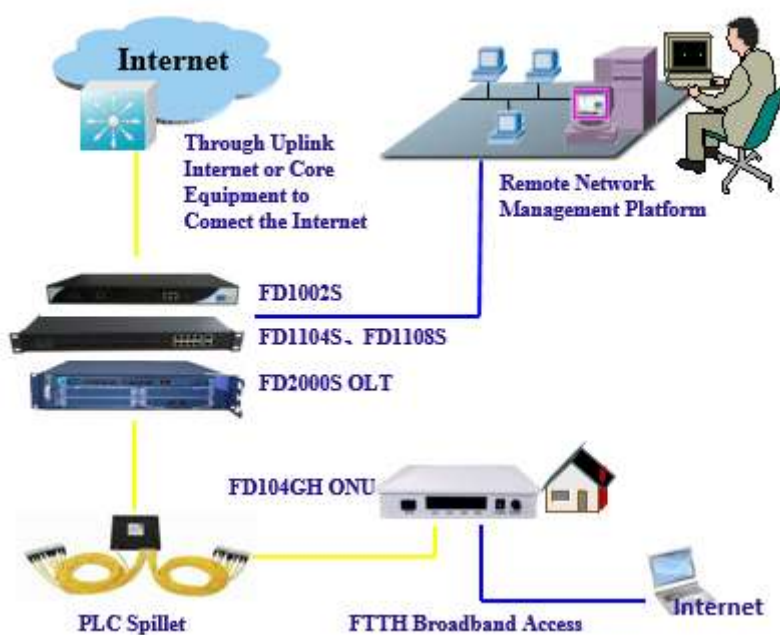 Internet
Through Uplink
Internet or Core
Equipment to
Comect the Internet
Remote Network
Management Platform
FD1002S
FD1104S、FD1108S
FD2000S OLT
FD104GH ONU
PLC Spillet
FTTH Broadband Access
Internet